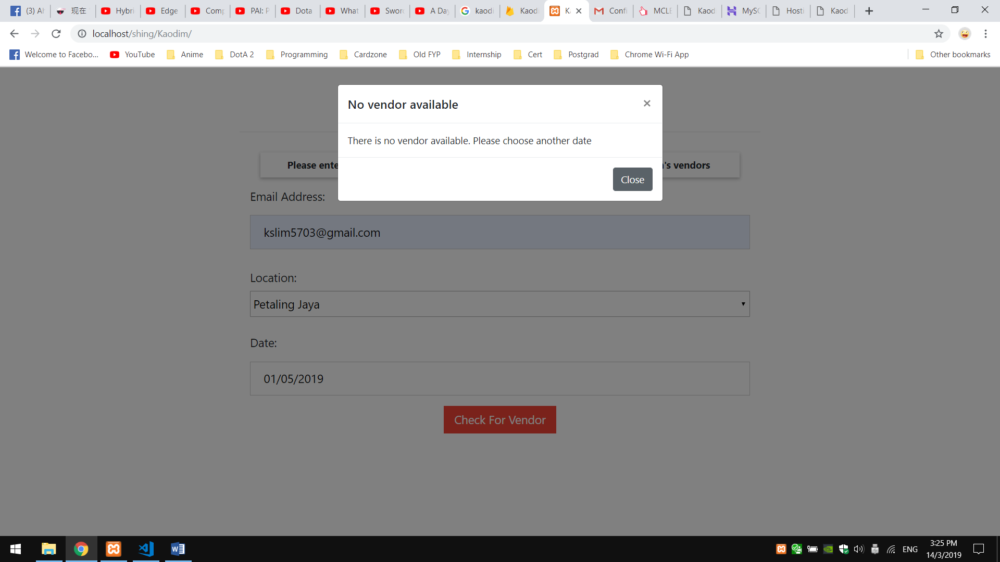 (3) Al
现在
Hybri
Edge
Comp
PAI: P
Dota
What
Sword
A Day
kaodi
Kaodi
Ka
Confi
MCLE
Kaod
MySQ
Hosti
Kaod
localhost/shing/Kaodim/
Welcome to Facebo...
YouTube
Anime
DotA 2
Programming
Cardzone
Old FYP
Internship
Cert
Postgrad
Chrome Wi-Fi App
Other bookmarks
No vendor available
×
There is no vendor available. Please choose another date
Close
Please ente
's vendors
Email Address:
kslim5703@gmail.com
Location:
Petaling Jaya
Date:
01/05/2019
Check For Vendor
ENG
3:25 PM
14/3/2019